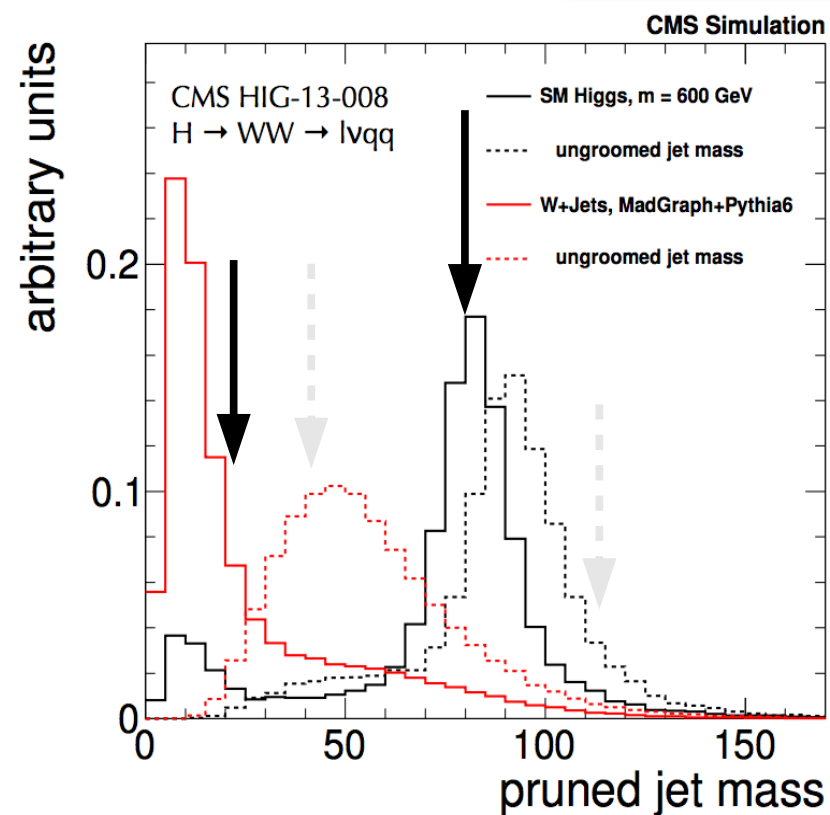 CMS Simulation
arbitrary units
CMS HIG-13-008
H → WW → lνqq
SM Higgs, m = 600 GeV
ungroomed jet mass
W+Jets, MadGraph+Pythia6
ungroomed jet mass
0.2
0.1
0
0
50
100
150
pruned jet mass